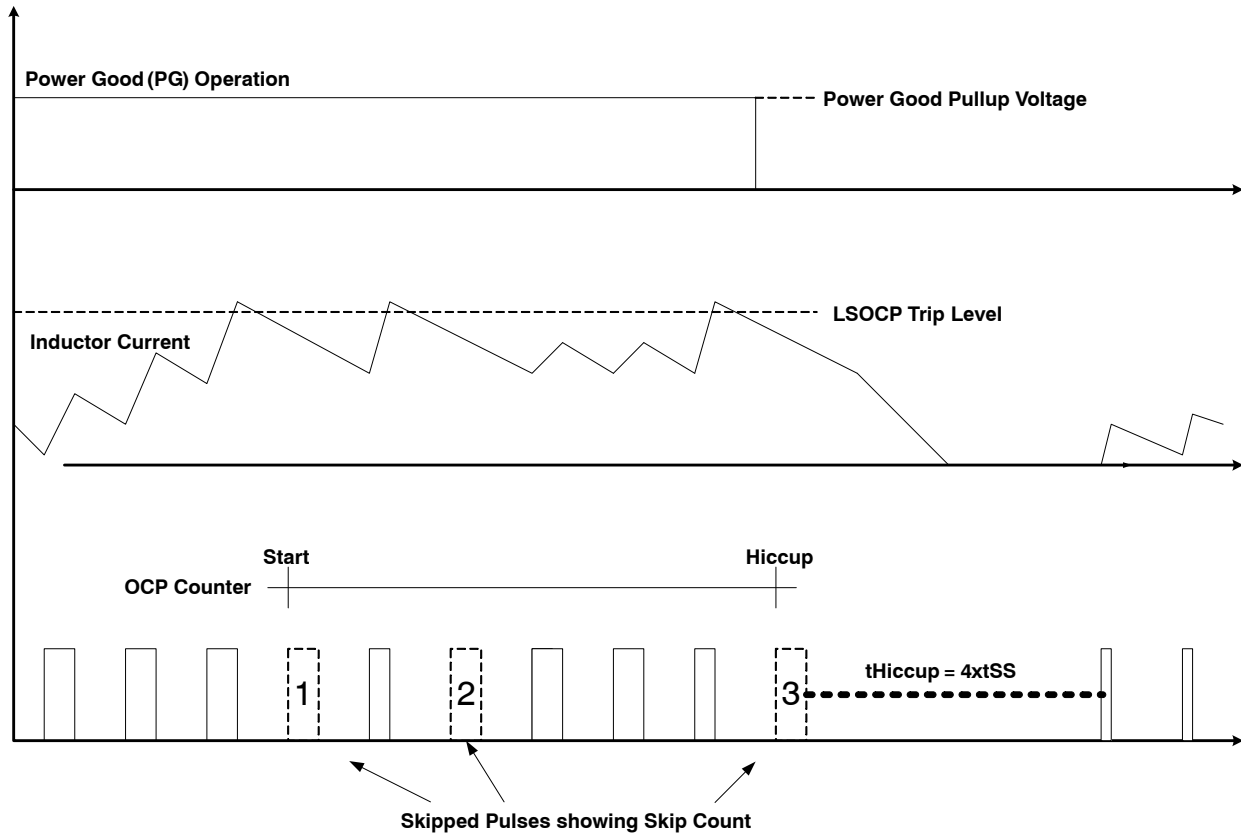 Power Good (PG) Operation
Power Good Pullup Voltage
LSOCP Trip Level
Inductor Current
Start
Hiccup
OCP Counter
tHiccup = 4xtSS
1
2
3
Skipped Pulses showing Skip Count